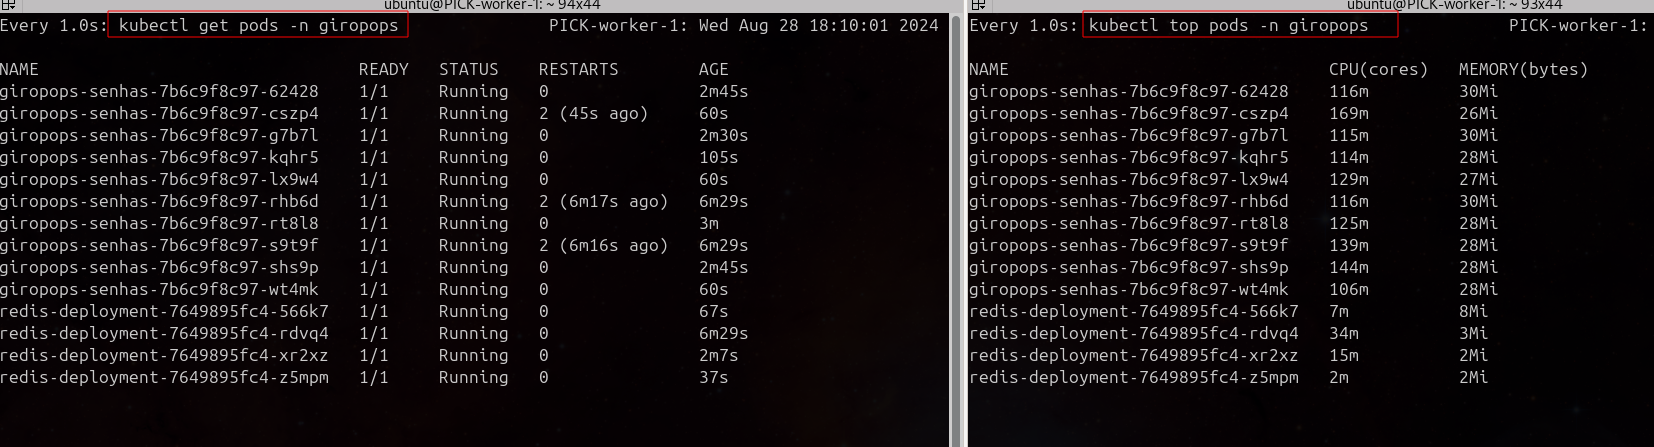 ubuntu@PICK-worker-1: ~ 94x44
Every 1.0s: kubectl get pods -n giropops PICK-worker-1: Wed Aug 28 18:10:01 2024
NAME READY STATUS RESTARTS AGE
giropops-senhas-7b6c9f8c97-62428 1/1 Running 0 2m45s
giropops-senhas-7b6c9f8c97-cszp4 1/1 Running 2 (45s ago) 60s
giropops-senhas-7b6c9f8c97-g7b7l 1/1 Running 0 2m30s
giropops-senhas-7b6c9f8c97-kqhr5 1/1 Running 0 105s
giropops-senhas-7b6c9f8c97-lx9w4 1/1 Running 0 60s
giropops-senhas-7b6c9f8c97-rhb6d 1/1 Running 2 (6m17s ago) 6m29s
giropops-senhas-7b6c9f8c97-rt8l8 1/1 Running 0 3m
giropops-senhas-7b6c9f8c97-s9t9f 1/1 Running 2 (6m16s ago) 6m29s
giropops-senhas-7b6c9f8c97-shs9p 1/1 Running 0 2m45s
giropops-senhas-7b6c9f8c97-wt4mk 1/1 Running 0 60s
redis-deployment-7649895fc4-566k7 1/1 Running 0 67s
redis-deployment-7649895fc4-rdvq4 1/1 Running 0 6m29s
redis-deployment-7649895fc4-xr2xz 1/1 Running 0 2m7s
redis-deployment-7649895fc4-z5mpm 1/1 Running 0 37s
ubuntu@PICK-worker-1: ~ 93x44
Every 1.0s: kubectl top pods -n giropops PICK-worker-1:
NAME CPU(cores) MEMORY(bytes)
giropops-senhas-7b6c9f8c97-62428 116m 30Mi
giropops-senhas-7b6c9f8c97-cszp4 169m 26Mi
giropops-senhas-7b6c9f8c97-g7b7l 115m 30Mi
giropops-senhas-7b6c9f8c97-kqhr5 114m 28Mi
giropops-senhas-7b6c9f8c97-lx9w4 129m 27Mi
giropops-senhas-7b6c9f8c97-rhb6d 116m 30Mi
giropops-senhas-7b6c9f8c97-rt8l8 125m 28Mi
giropops-senhas-7b6c9f8c97-s9t9f 139m 28Mi
giropops-senhas-7b6c9f8c97-shs9p 144m 28Mi
giropops-senhas-7b6c9f8c97-wt4mk 106m 28Mi
redis-deployment-7649895fc4-566k7 7m 8Mi
redis-deployment-7649895fc4-rdvq4 34m 3Mi
redis-deployment-7649895fc4-xr2xz 15m 2Mi
redis-deployment-7649895fc4-z5mpm 2m 2Mi